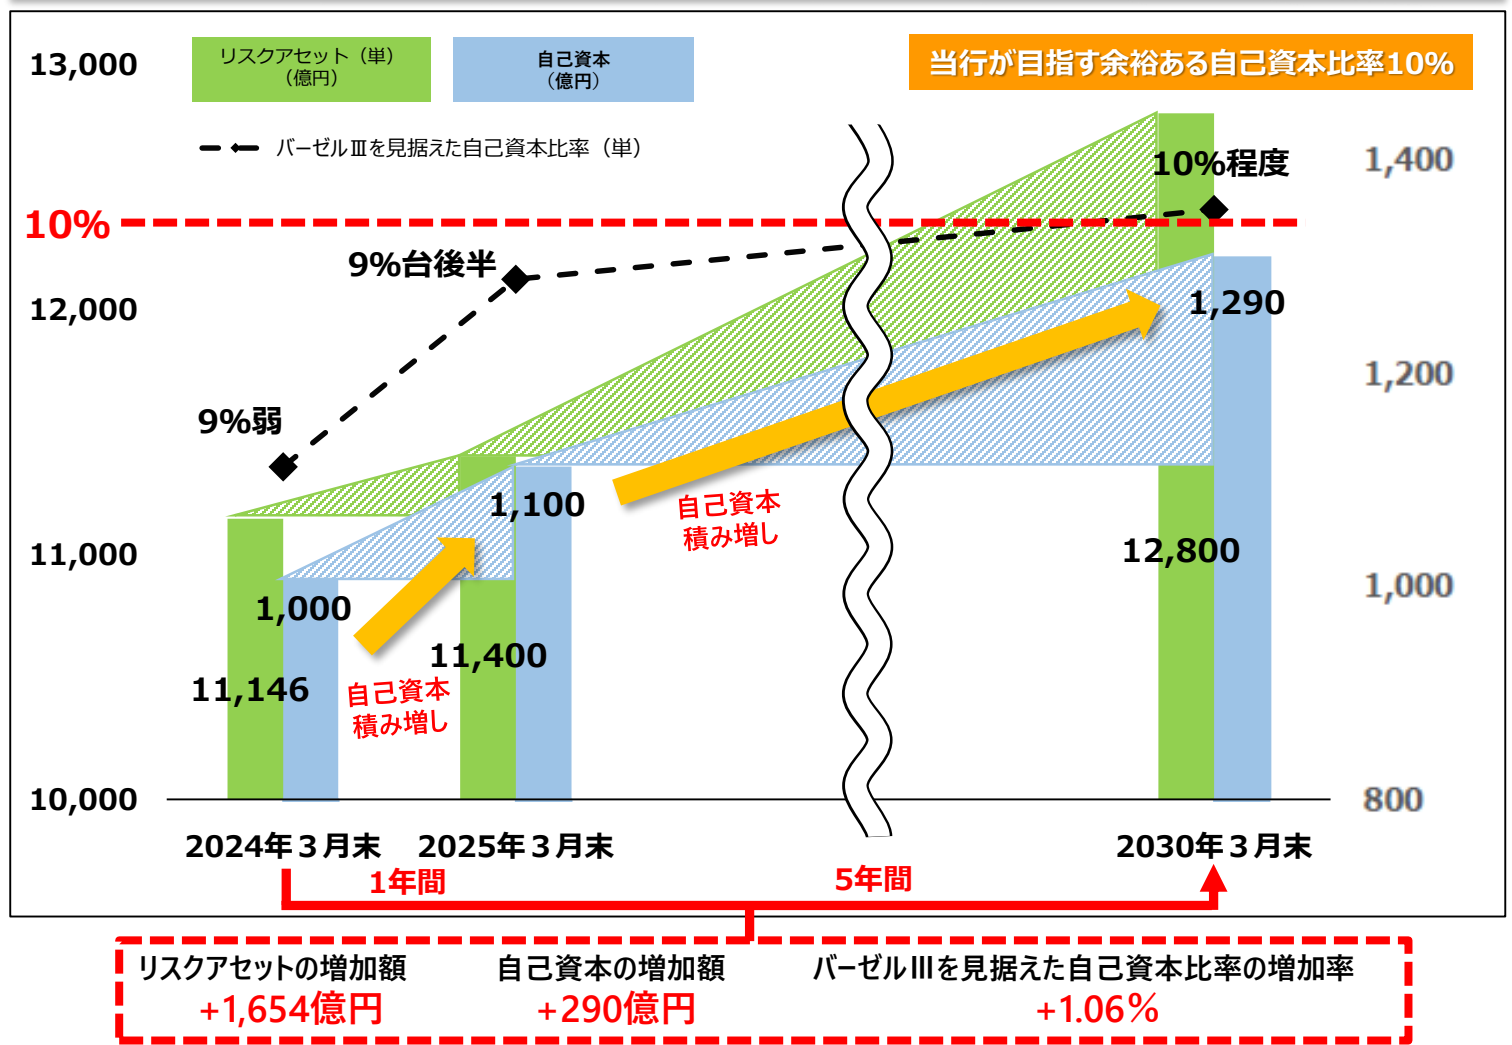 13,000
リスクアセット（単）
（億円）
自己資本
（億円）
当行が目指す余裕ある自己資本比率10%
バーゼルⅢを見据えた自己資本比率（単）
10%程度
1,400
10%
9%台後半
12,000
1,290
1,200
9%弱
1,100
自己資本
積み増し
11,000
12,800
1,000
1,000
11,400
11,146
自己資本
積み増し
10,000
800
2024年３月末
2025年３月末
2030年３月末
1年間
5年間
リスクアセットの増加額
自己資本の増加額
バーゼルⅢを見据えた自己資本比率の増加率
+1,654億円
+290億円
+1.06%